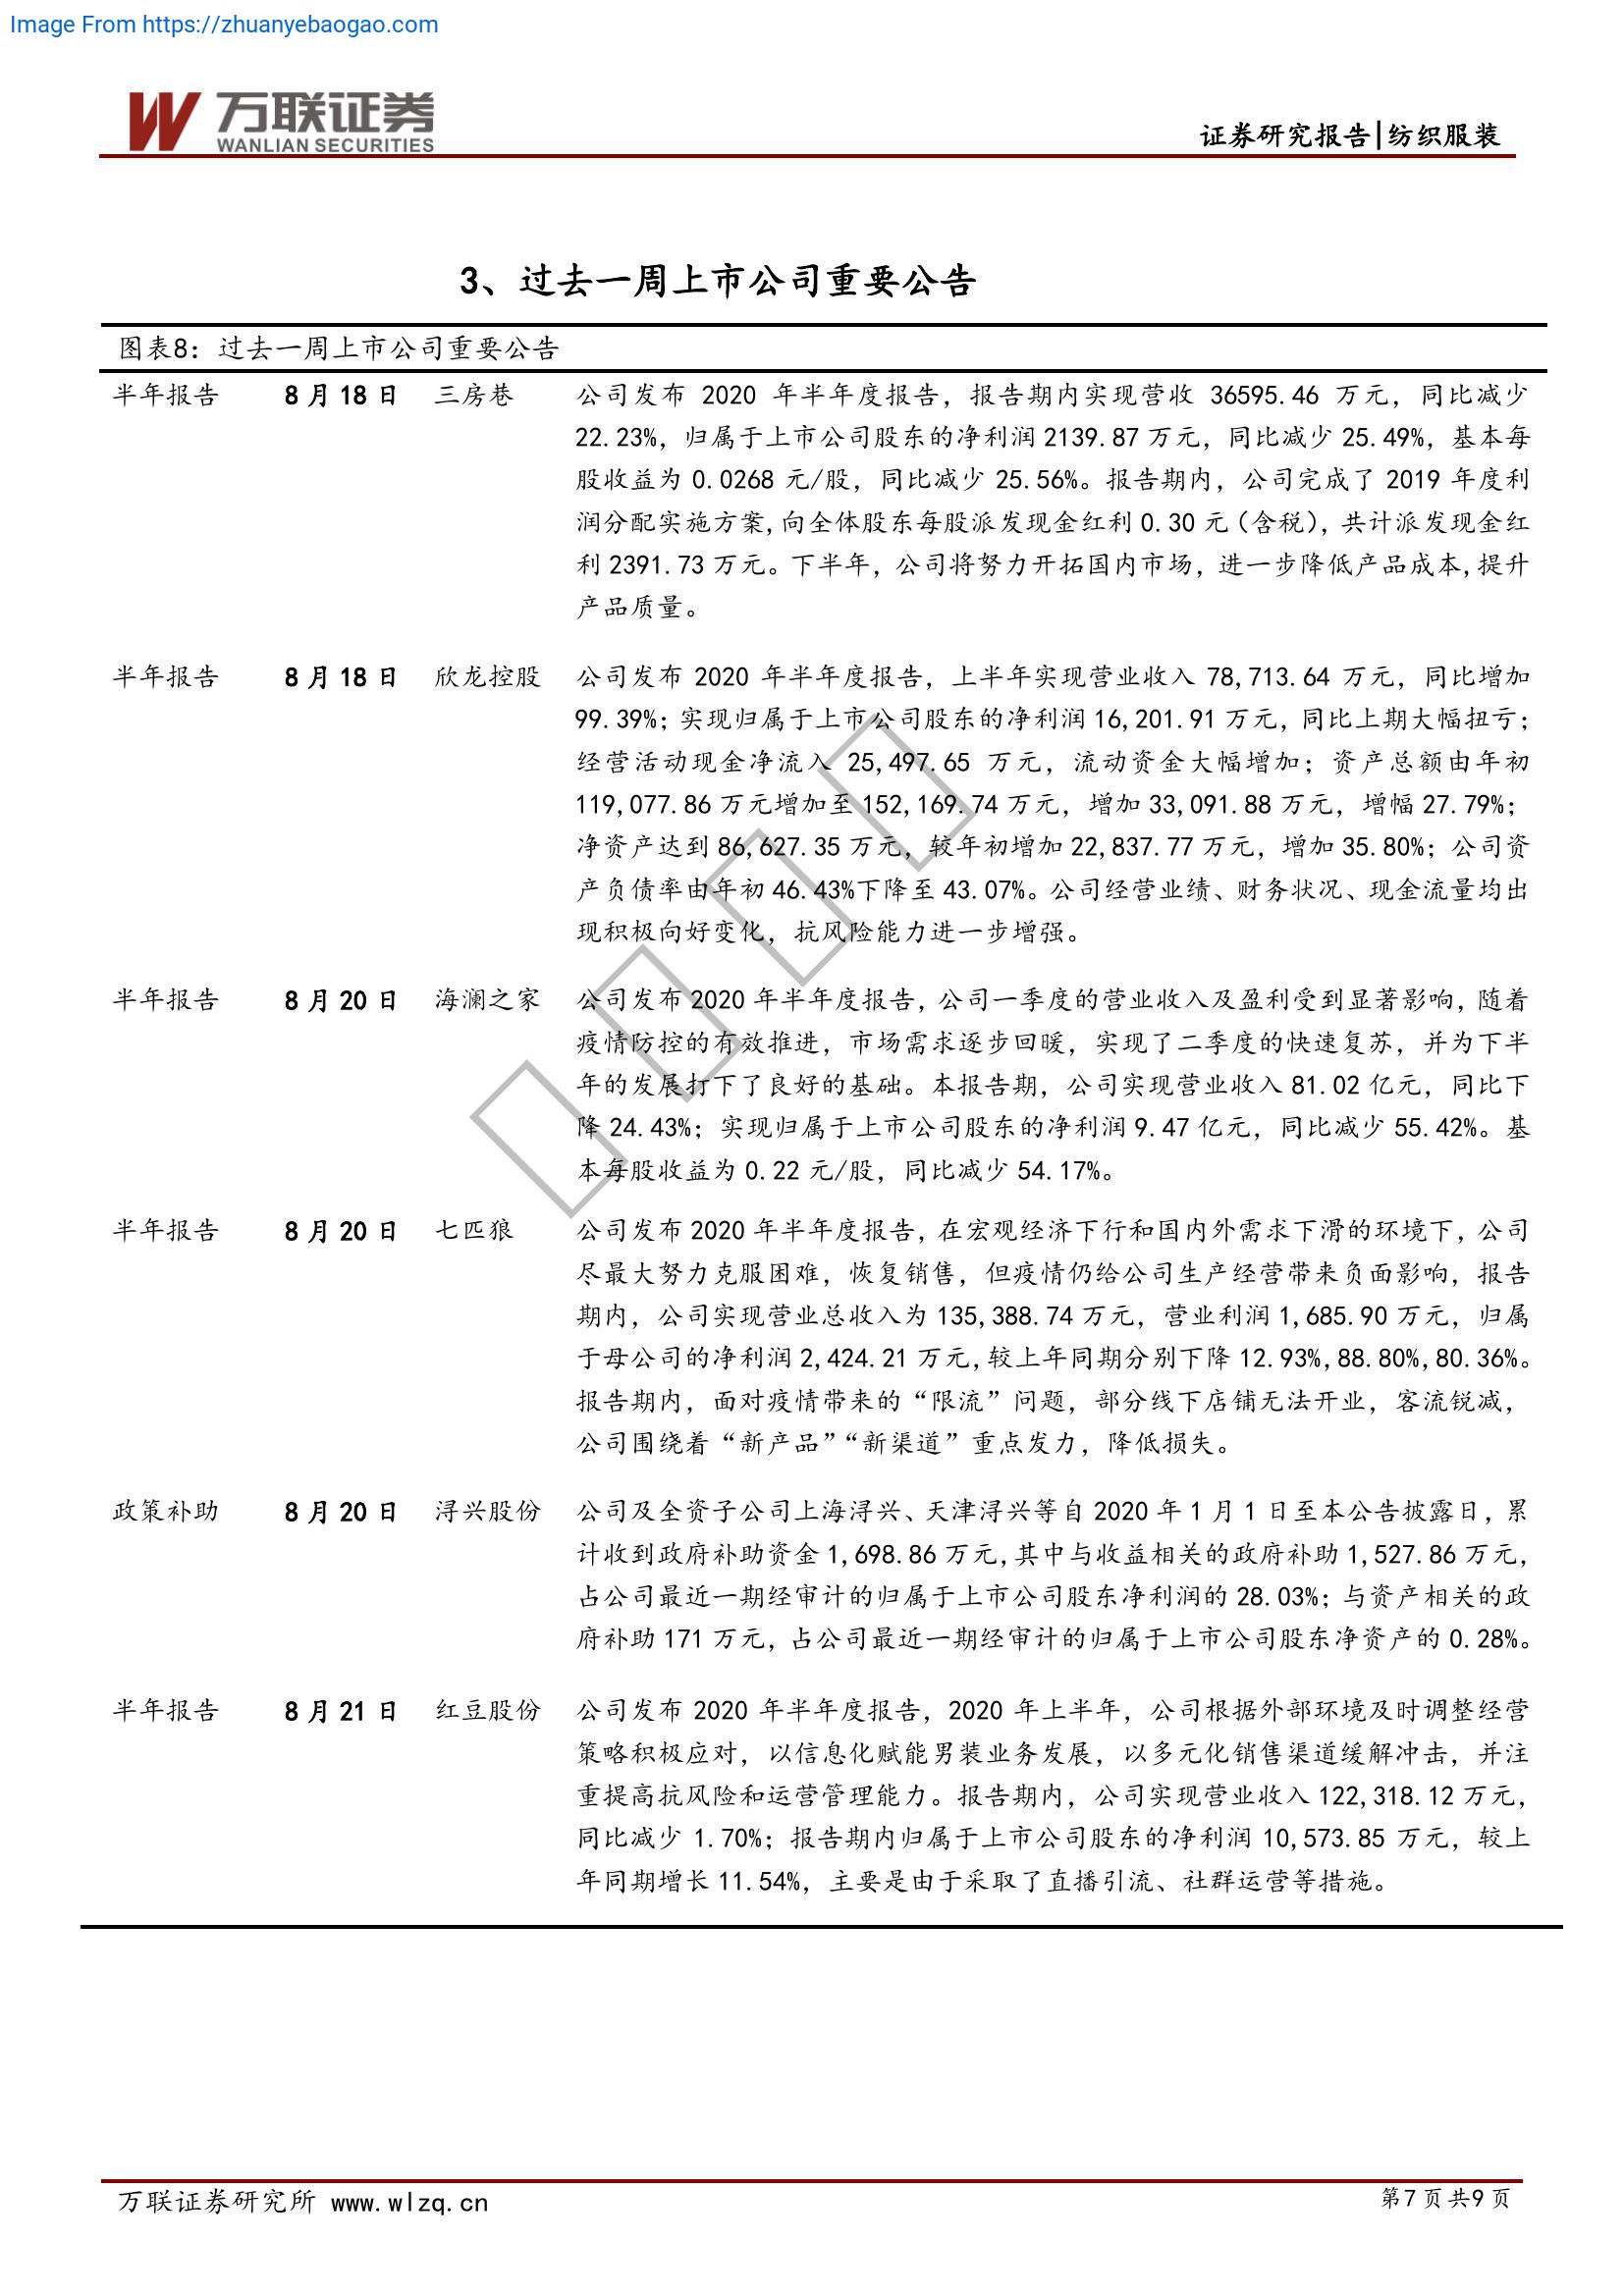 Image From https://zhuanyebaogao.com
万联证券
WANLIAN SECURITIES
证券研究报告|纺织服装
3、过去一周上市公司重要公告
图表8：过去一周上市公司重要公告
半年报告 8月18日 三房巷 公司发布 2020 年半年度报告，报告期内实现营收 36595.46 万元，同比减少
22.23%，归属于上市公司股东的净利润 2139.87 万元，同比减少 25.49%，基本每
股收益为 0.0268 元/股，同比减少 25.56%。报告期内，公司完成了 2019 年度利
润分配实施方案,向全体股东每股派发现金红利 0.30 元（含税），共计派发现金红
利 2391.73 万元。下半年，公司将努力开拓国内市场，进一步降低产品成本,提升
产品质量。
半年报告 8月18日 欣龙控股 公司发布 2020 年半年度报告，上半年实现营业收入 78,713.64 万元，同比增加
99.39%；实现归属于上市公司股东的净利润 16,201.91 万元，同比上期大幅扭亏；
经营活动现金净流入 25,497.65 万元，流动资金大幅增加；资产总额由年初
119,077.86 万元增加至 152,169.74 万元，增加 33,091.88 万元，增幅 27.79%；
净资产达到 86,627.35 万元，较年初增加 22,837.77 万元，增加 35.80%；公司资
产负债率由年初 46.43%下降至 43.07%。公司经营业绩、财务状况、现金流量均出
现积极向好变化，抗风险能力进一步增强。
半年报告 8月20日 海澜之家 公司发布 2020 年半年度报告，公司一季度的营业收入及盈利受到显著影响，随着
疫情防控的有效推进，市场需求逐步回暖，实现了二季度的快速复苏，并为下半
年的发展打下了良好的基础。本报告期，公司实现营业收入 81.02 亿元，同比下
降 24.43%；实现归属于上市公司股东的净利润 9.47 亿元，同比减少 55.42%。基
本每股收益为 0.22 元/股，同比减少 54.17%。
半年报告 8月20日 七匹狼 公司发布 2020 年半年度报告，在宏观经济下行和国内外需求下滑的环境下，公司
尽最大努力克服困难，恢复销售，但疫情仍给公司生产经营带来负面影响，报告
期内，公司实现营业总收入为 135,388.74 万元，营业利润 1,685.90 万元，归属
于母公司的净利润 2,424.21 万元,较上年同期分别下降 12.93%,88.80%,80.36%。
报告期内，面对疫情带来的“限流”问题，部分线下店铺无法开业，客流锐减，
公司围绕着“新产品”“新渠道”重点发力，降低损失。
政策补助 8月20日 浔兴股份 公司及全资子公司上海浔兴、天津浔兴等自 2020 年 1 月 1 日至本公告披露日，累
计收到政府补助资金 1,698.86 万元,其中与收益相关的政府补助 1,527.86 万元，
占公司最近一期经审计的归属于上市公司股东净利润的 28.03%；与资产相关的政
府补助 171 万元，占公司最近一期经审计的归属于上市公司股东净资产的 0.28%。
半年报告 8月21日 红豆股份 公司发布 2020 年半年度报告，2020 年上半年，公司根据外部环境及时调整经营
策略积极应对，以信息化赋能男装业务发展，以多元化销售渠道缓解冲击，并注
重提高抗风险和运营管理能力。报告期内，公司实现营业收入 122,318.12 万元，
同比减少 1.70%；报告期内归属于上市公司股东的净利润 10,573.85 万元，较上
年同期增长 11.54%，主要是由于采取了直播引流、社群运营等措施。
万联证券研究所 www.wlzq.cn
第7页共9页